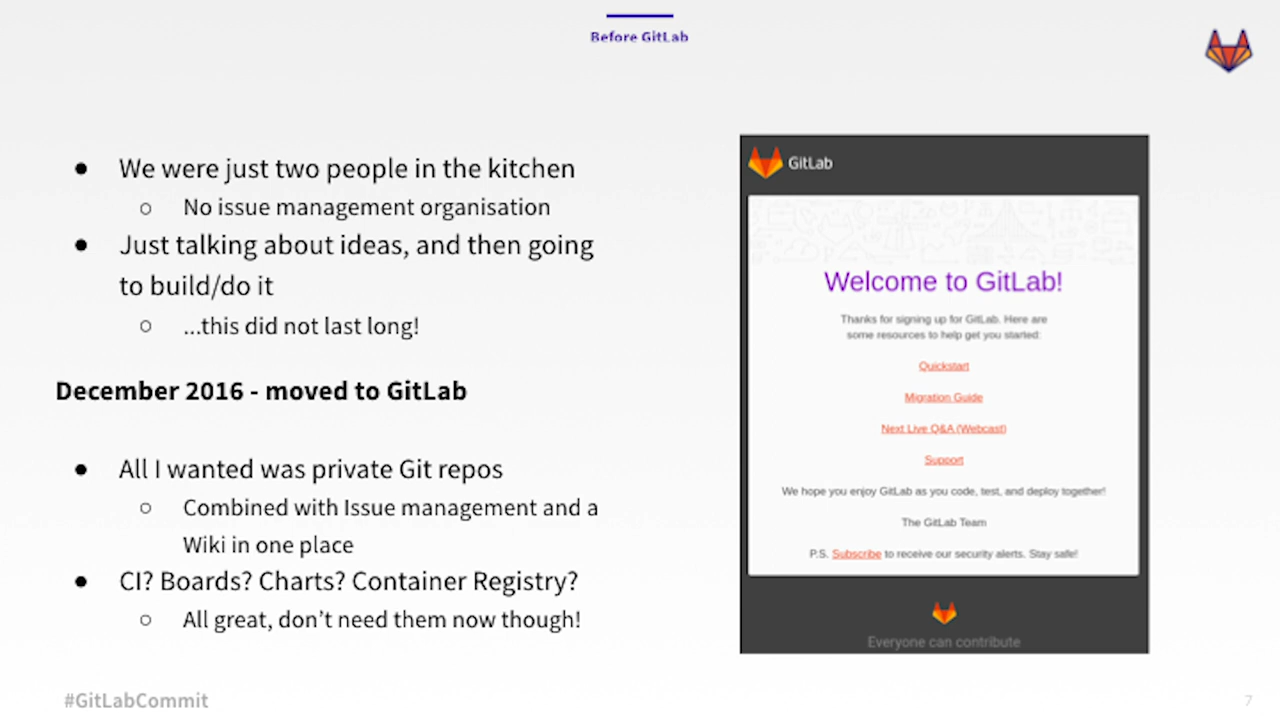 Before GitLab
We were just two people in the kitchen
No issue management organisation
Just talking about ideas, and then going
to build/do it
...this did not last long!
December 2016 - moved to GitLab
All I wanted was private Git repos
Combined with Issue management and a
Wiki in one place
CI? Boards? Charts? Container Registry?
All great, don’t need them now though!
GitLab
Welcome to GitLab!
Thanks for signing up for GitLab. Here are
some resources to help get you started:
Quickstart
Migration Guide
Next Live Q&A (Webcast)
Support
We hope you enjoy GitLab as you code, test, and deploy together!
The GitLab Team
P.S. Subscribe to receive our security alerts. Stay safe!
Everyone can contribute
#GitLabCommit
7